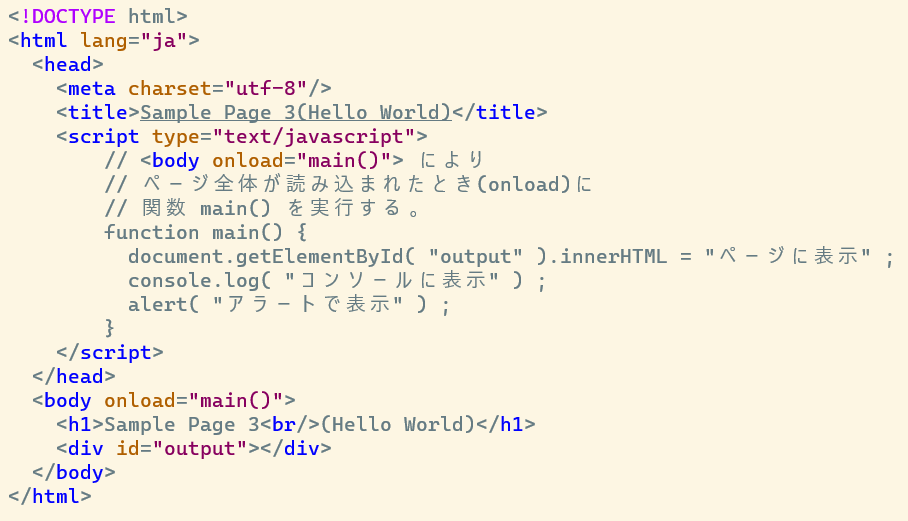 <!DOCTYPE html>
<html lang="ja">
  <head>
    <meta charset="utf-8"/>
    <title>Sample Page 3(Hello World)</title>
    <script type="text/javascript">
        // <body onload="main()"> により
        // ページ全体が読み込まれたとき(onload)に
        // 関数 main() を実行する。
        function main() {
          document.getElementById( "output" ).innerHTML = "ページに表示" ;
          console.log( "コンソールに表示" ) ;
          alert( "アラートで表示" ) ;
        }
    </script>
  </head>
  <body onload="main()">
    <h1>Sample Page 3<br/>(Hello World)</h1>
    <div id="output"></div>
  </body>
</html>